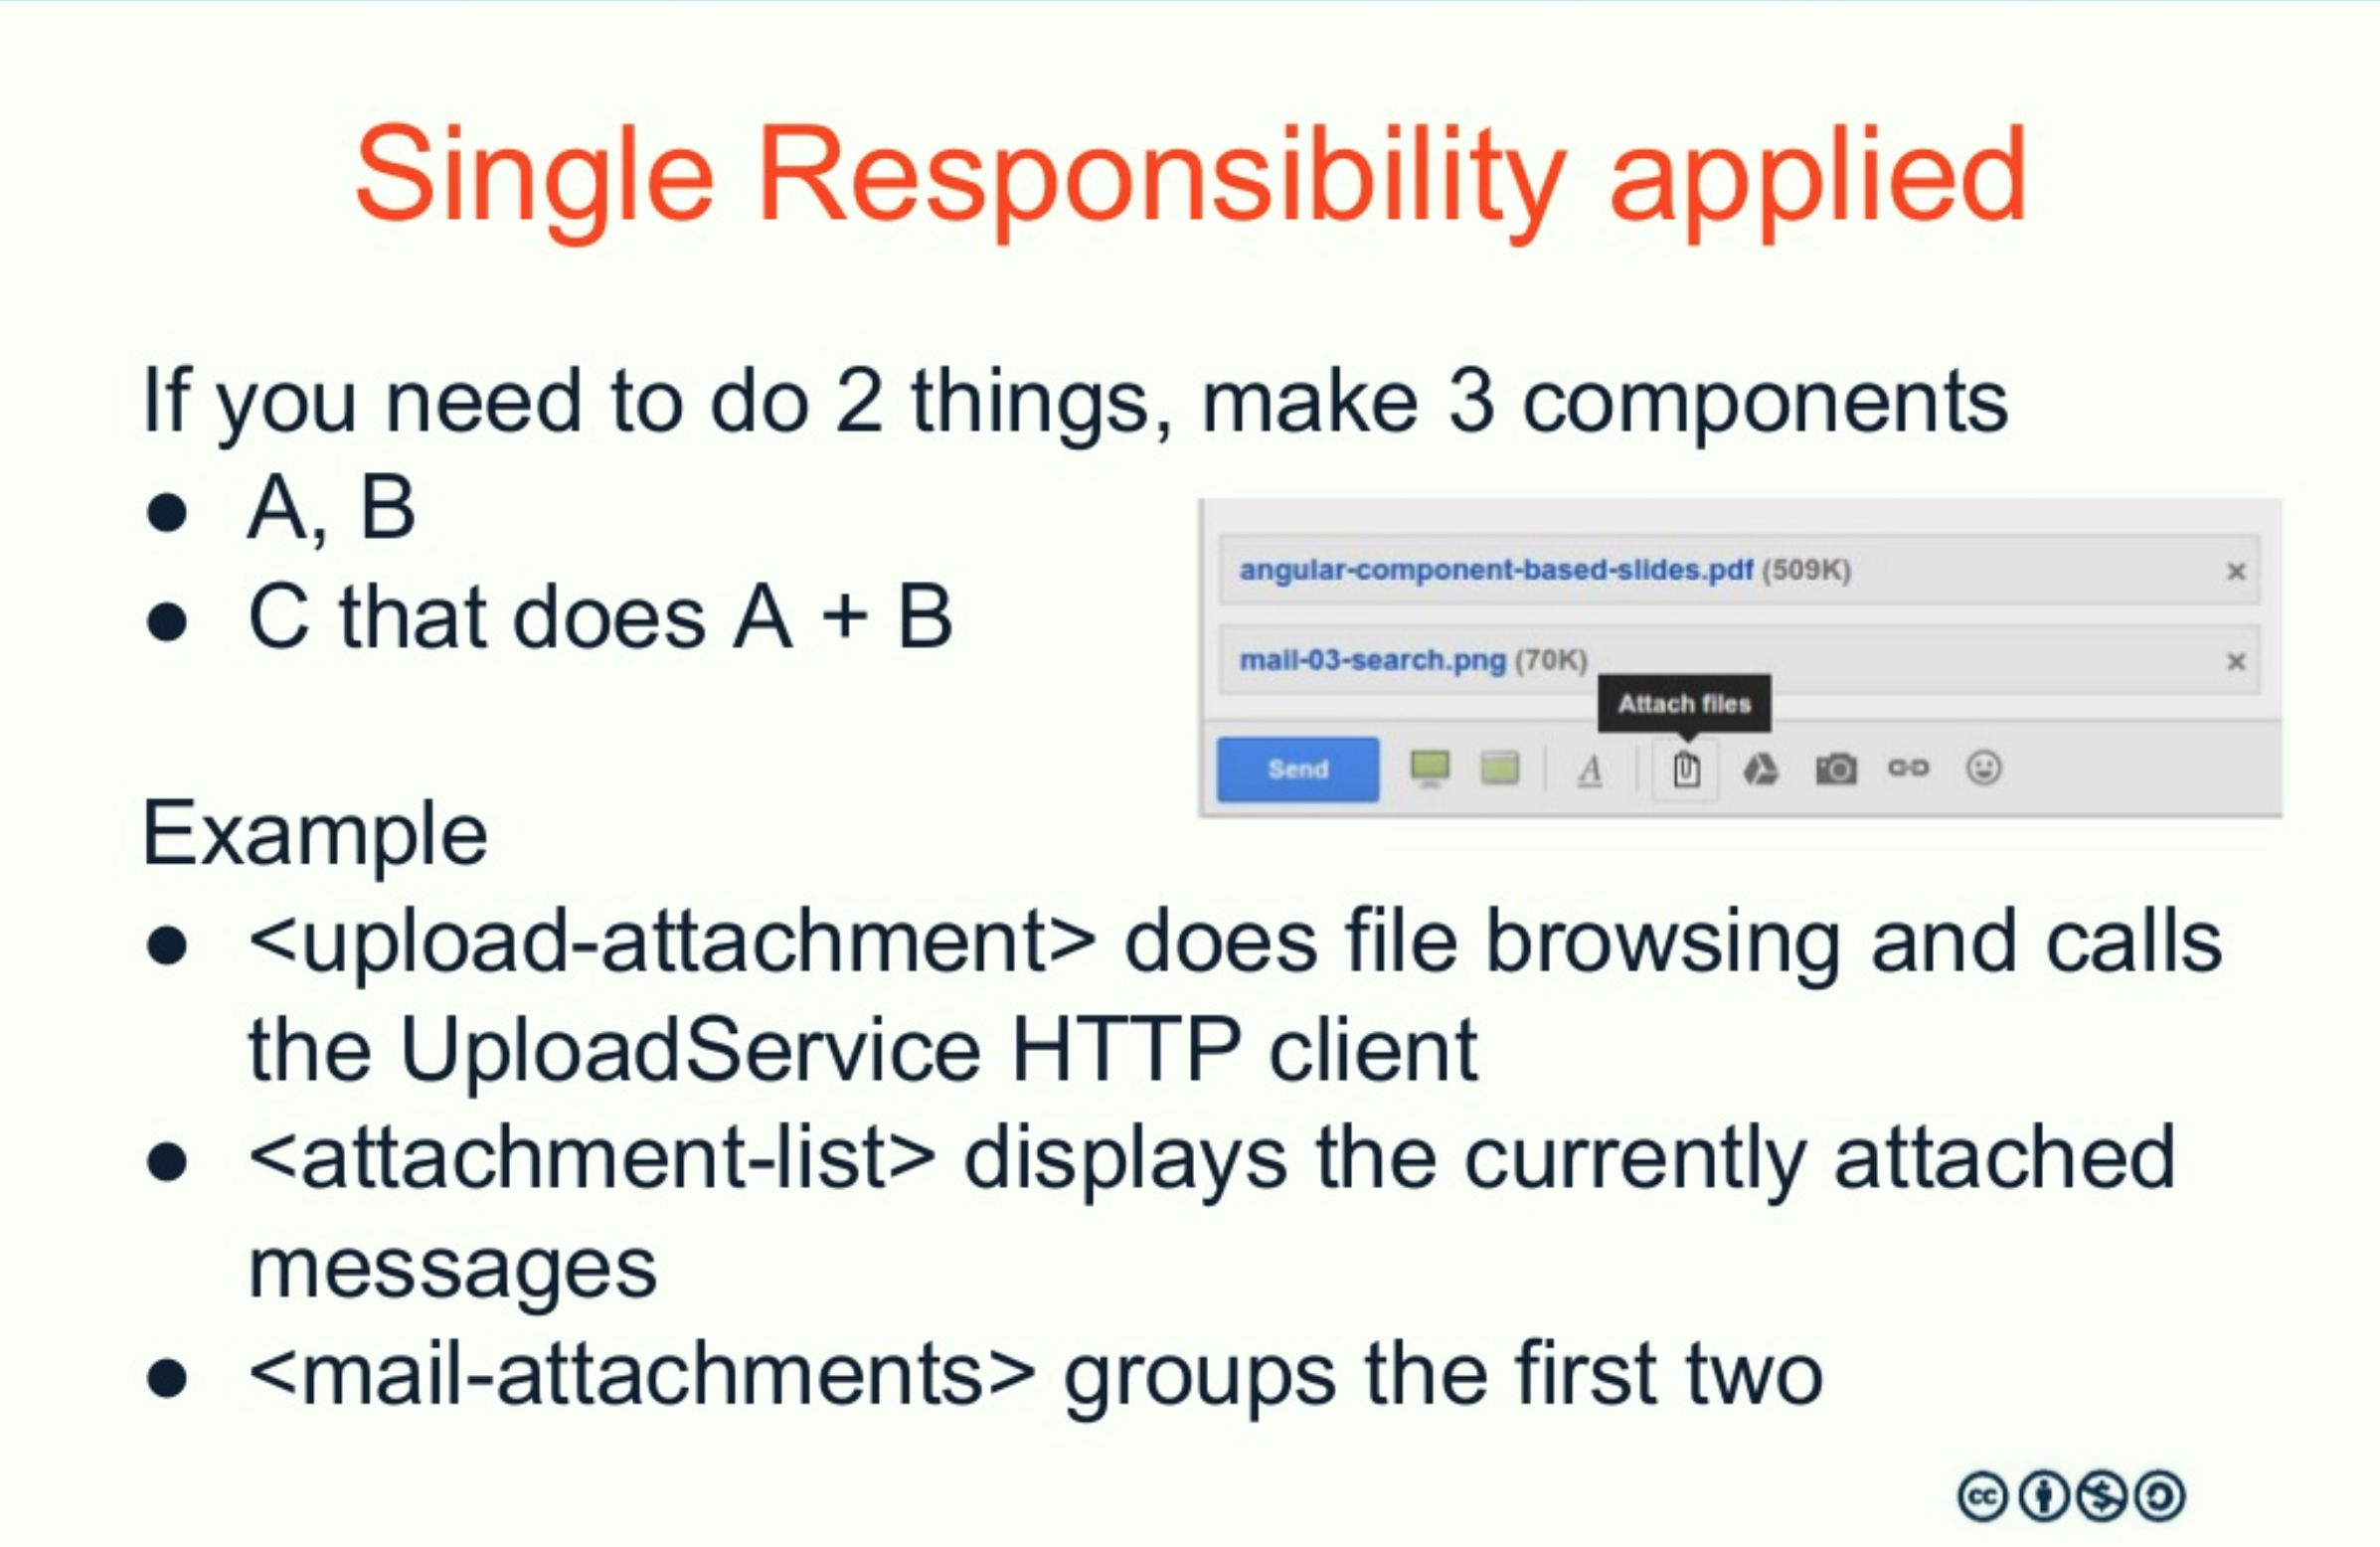 Single Responsibility applied
If you need to do 2 things, make 3 components
● A, B
● C that does A + B
angular-component-based-slides.pdf (509K) ×
mail-03-search.png (70K) ×
Attach files
Send A
Example
● <upload-attachment> does file browsing and calls
the UploadService HTTP client
● <attachment-list> displays the currently attached
messages
● <mail-attachments> groups the first two
cc